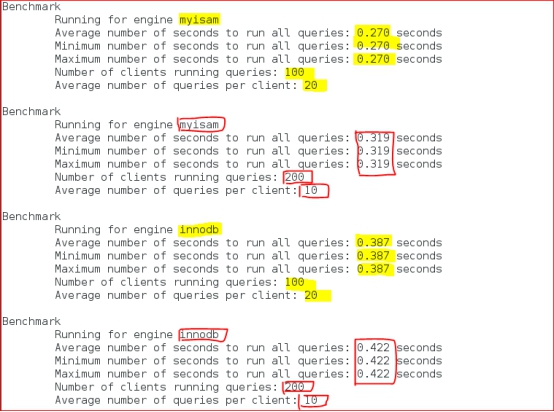 Benchmark
Running for engine myisam
Average number of seconds to run all queries: 0.270 seconds
Minimum number of seconds to run all queries: 0.270 seconds
Maximum number of seconds to run all queries: 0.270 seconds
Number of clients running queries: 100
Average number of queries per client: 20
Benchmark
Running for engine myisam
Average number of seconds to run all queries: 0.319 seconds
Minimum number of seconds to run all queries: 0.319 seconds
Maximum number of seconds to run all queries: 0.319 seconds
Number of clients running queries: 200
Average number of queries per client: 10
Benchmark
Running for engine innodb
Average number of seconds to run all queries: 0.387 seconds
Minimum number of seconds to run all queries: 0.387 seconds
Maximum number of seconds to run all queries: 0.387 seconds
Number of clients running queries: 100
Average number of queries per client: 20
Benchmark
Running for engine innodb
Average number of seconds to run all queries: 0.422 seconds
Minimum number of seconds to run all queries: 0.422 seconds
Maximum number of seconds to run all queries: 0.422 seconds
Number of clients running queries: 200
Average number of queries per client: 10